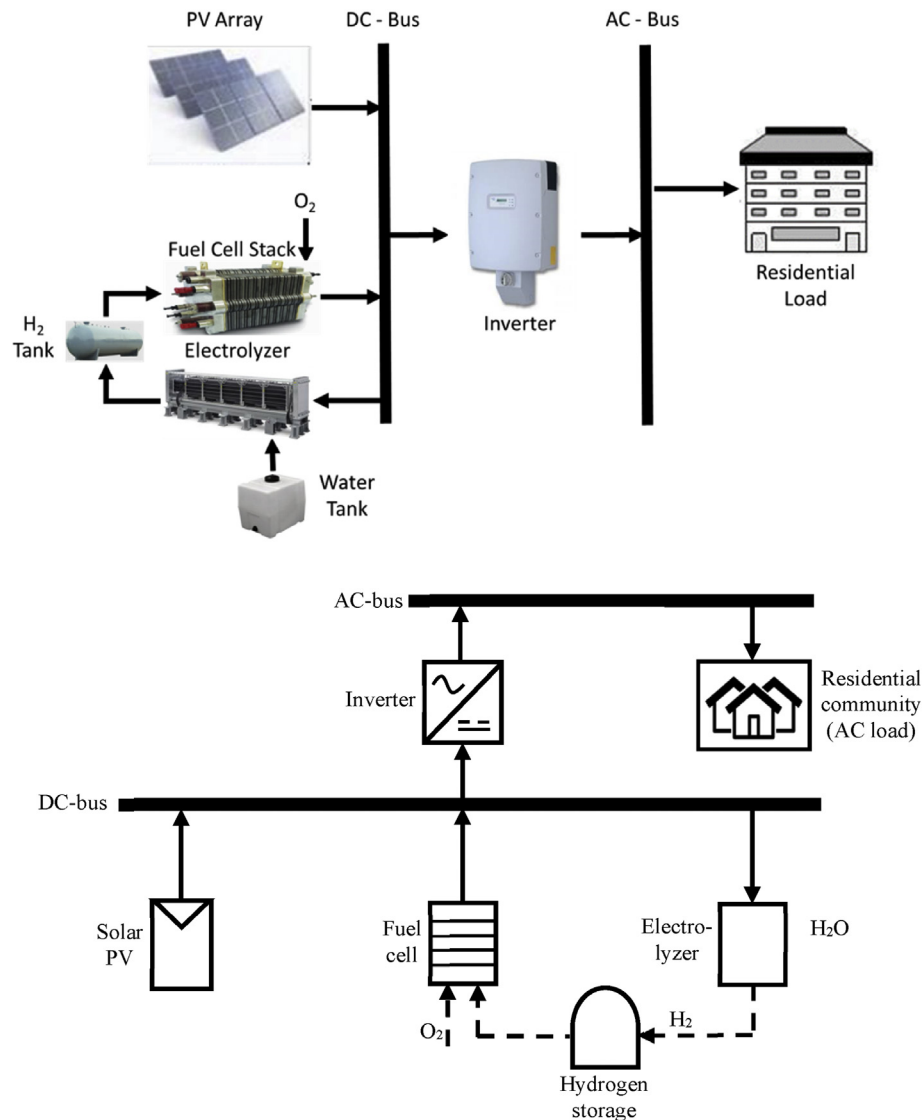 PV Array
DC - Bus
AC - Bus
O₂
Fuel Cell Stack
H₂
Tank
Electrolyzer
Inverter
Residential
Load
Water
Tank
AC-bus
Inverter
Residential
community
(AC load)
DC-bus
Solar
PV
Fuel
cell
Electro-
lyzer
H₂O
O₂
H₂
Hydrogen
storage